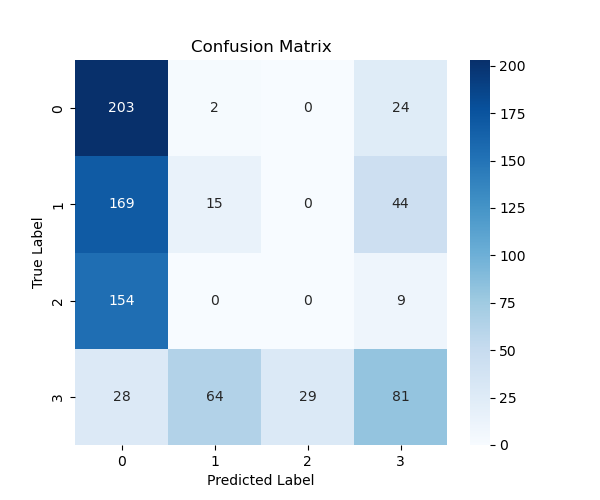 Confusion Matrix
True Label
0 203 2 0 24
1 169 15 0 44
2 154 0 0 9
3 28 64 29 81
0 1 2 3
Predicted Label
200
175
150
125
100
75
50
25
0